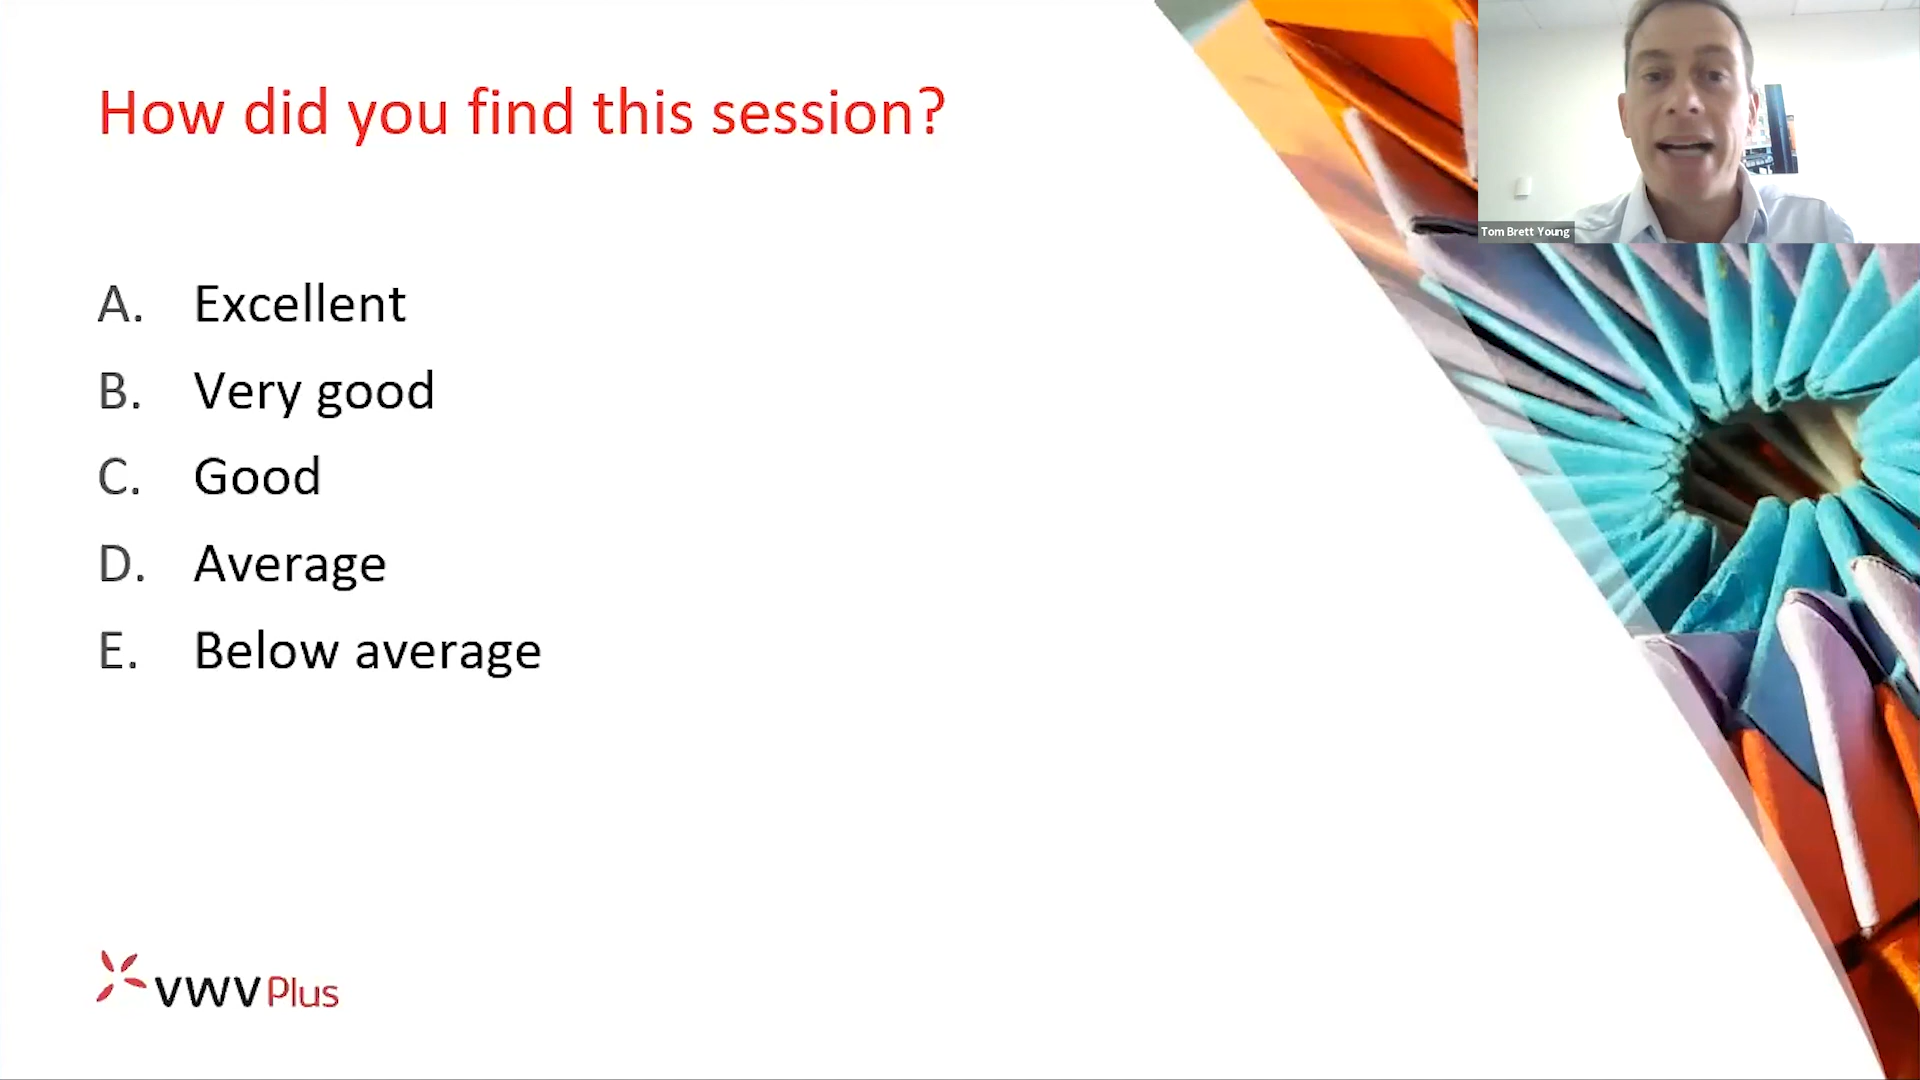 How did you find this session?
Tom Brett Young
A. Excellent
B. Very good
C. Good
D. Average
E. Below average
VWV Plus